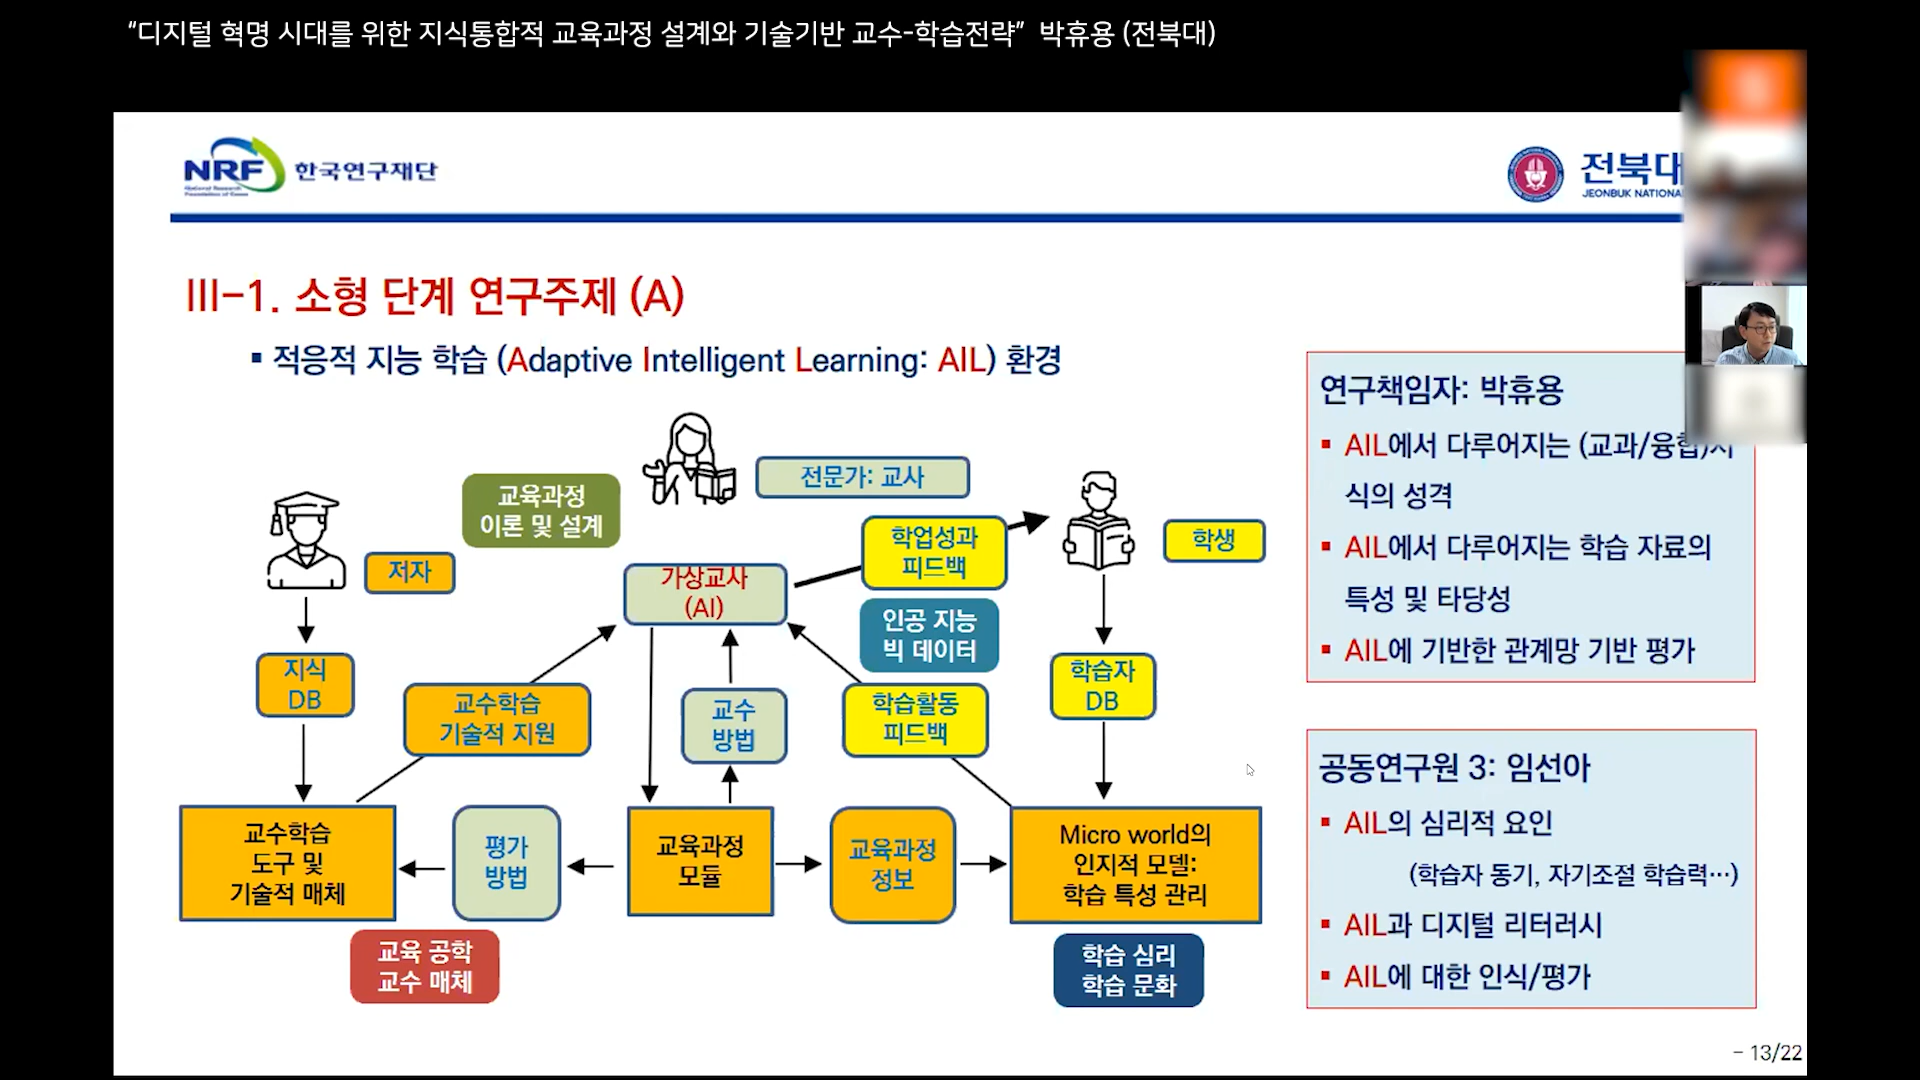 “디지털 혁명 시대를 위한 지식통합적 교육과정 설계와 기술기반 교수-학습전략” 박휴용 (전북대)
NRF 한국연구재단
National Research
Foundation of Korea
전북대
JEONBUK NATIONA
III-1. 소형 단계 연구주제 (A)
▪ 적응적 지능 학습 (Adaptive Intelligent Learning: AIL) 환경
전문가: 교사
교육과정
이론 및 설계
저자
학생
학업성과
피드백
가상교사
(AI)
인공 지능
빅 데이터
지식
DB
교수학습
기술적 지원
교수
방법
학습활동
피드백
학습자
DB
교수학습
도구 및
기술적 매체
평가
방법
교육과정
모듈
교육과정
정보
Micro world의
인지적 모델:
학습 특성 관리
교육 공학
교수 매체
학습 심리
학습 문화
연구책임자: 박휴용
▪ AIL에서 다루어지는 (교과/융합)지
식의 성격
▪ AIL에서 다루어지는 학습 자료의
특성 및 타당성
▪ AIL에 기반한 관계망 기반 평가
공동연구원 3: 임선아
▪ AIL의 심리적 요인
(학습자 동기, 자기조절 학습력…)
▪ AIL과 디지털 리터러시
▪ AIL에 대한 인식/평가
- 13/22